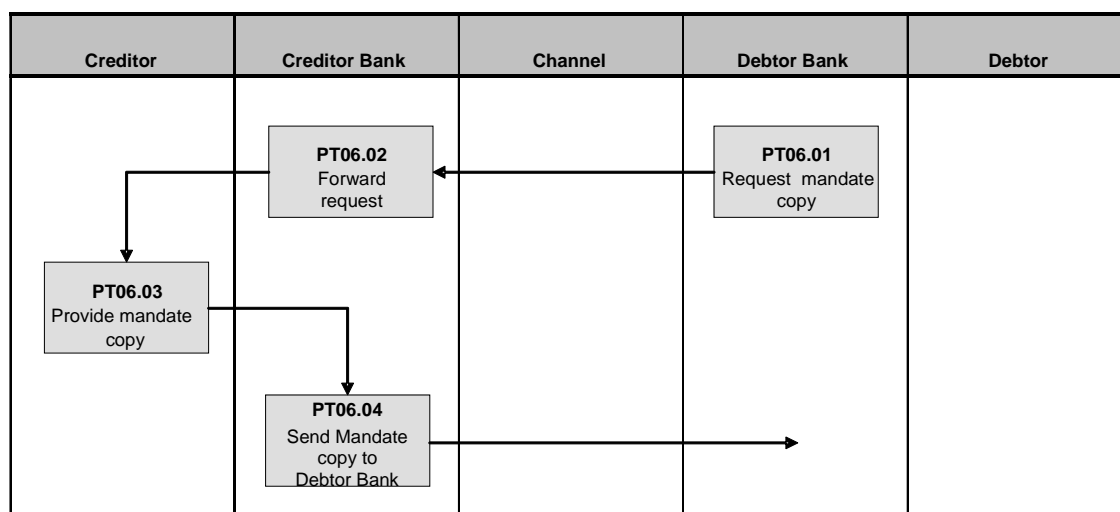 Creditor
Creditor Bank
Channel
Debtor Bank
Debtor
PT06.02
Forward
request
PT06.01
Request mandate
copy
PT06.03
Provide mandate
copy
PT06.04
Send Mandate
copy to
Debtor Bank